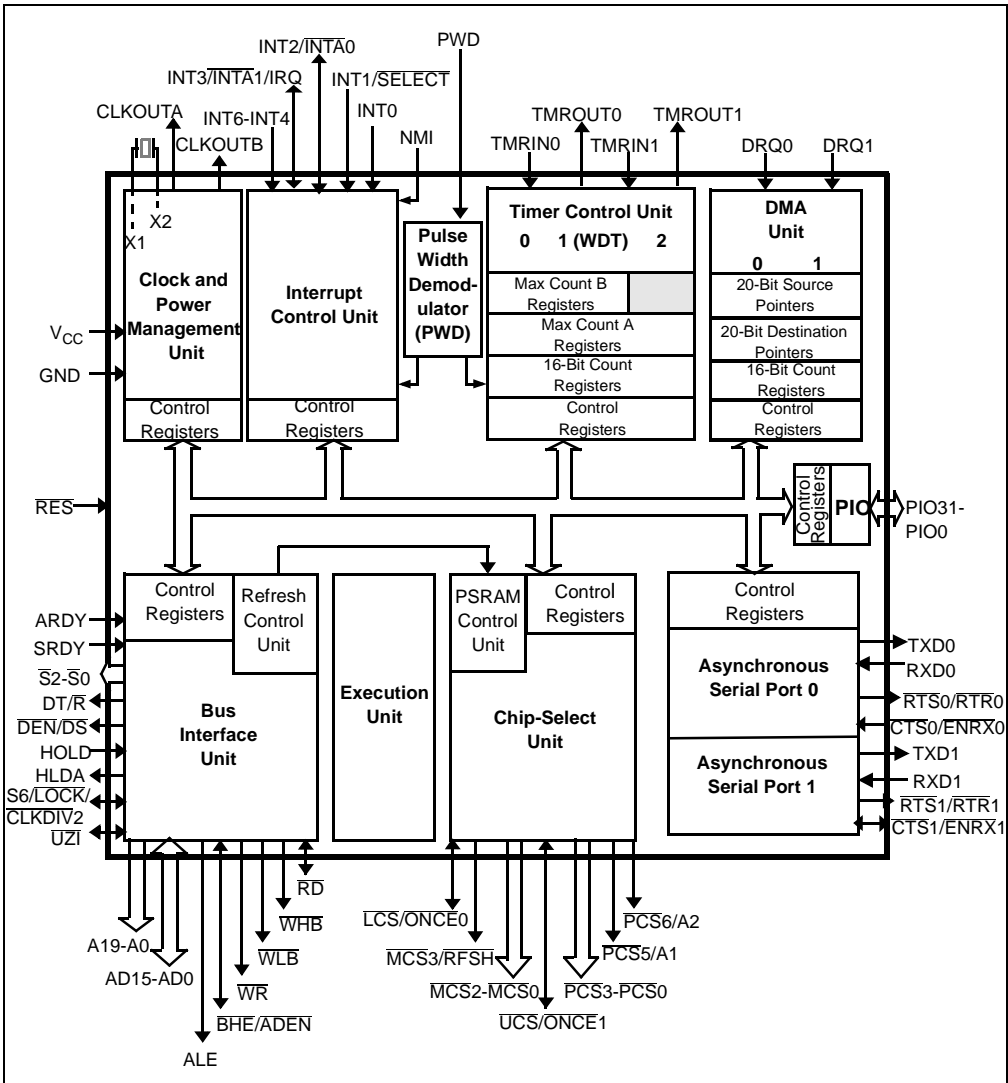 INT2/INTA0
PWD
INT3/INTA1/IRQ
INT1/SELECT
CLKOUTA
INT6-INT4
INT0
TMROUT0
TMROUT1
CLKOUTB
NMI
TMRIN0
TMRIN1
DRQ0
DRQ1
X2
X1
Clock and
Power
Management
Unit
Control
Registers
Interrupt
Control Unit
Control
Registers
Pulse
Width
Demod-
ulator
(PWD)
Timer Control Unit
0 1 (WDT) 2
Max Count B
Registers
Max Count A
Registers
16-Bit Count
Registers
Control
Registers
DMA
Unit
0 1
20-Bit Source
Pointers
20-Bit Destination
Pointers
16-Bit Count
Registers
Control
Registers
VCC
GND
RES
Control
Registers
PIO
PIO31-
PIO0
Control
Registers
Refresh
Control
Unit
Bus
Interface
Unit
Execution
Unit
PSRAM
Control
Unit
Control
Registers
Chip-Select
Unit
Control
Registers
Asynchronous
Serial Port 0
Asynchronous
Serial Port 1
ARDY
SRDY
S2-S0
DT/R
DEN/DS
HOLD
HLDA
S6/LOCK/
CLKDIV2
UZI
TXD0
RXD0
RTS0/RTR0
CTS0/ENRX0
TXD1
RXD1
RTS1/RTR1
CTS1/ENRX1
A19-A0
AD15-AD0
ALE
BHE/ADEN
WR
WLB
WHB
RD
LCS/ONCE0
MCS3/RFSH
MCS2-MCS0
UCS/ONCE1
PCS3-PCS0
PCS5/A1
PCS6/A2